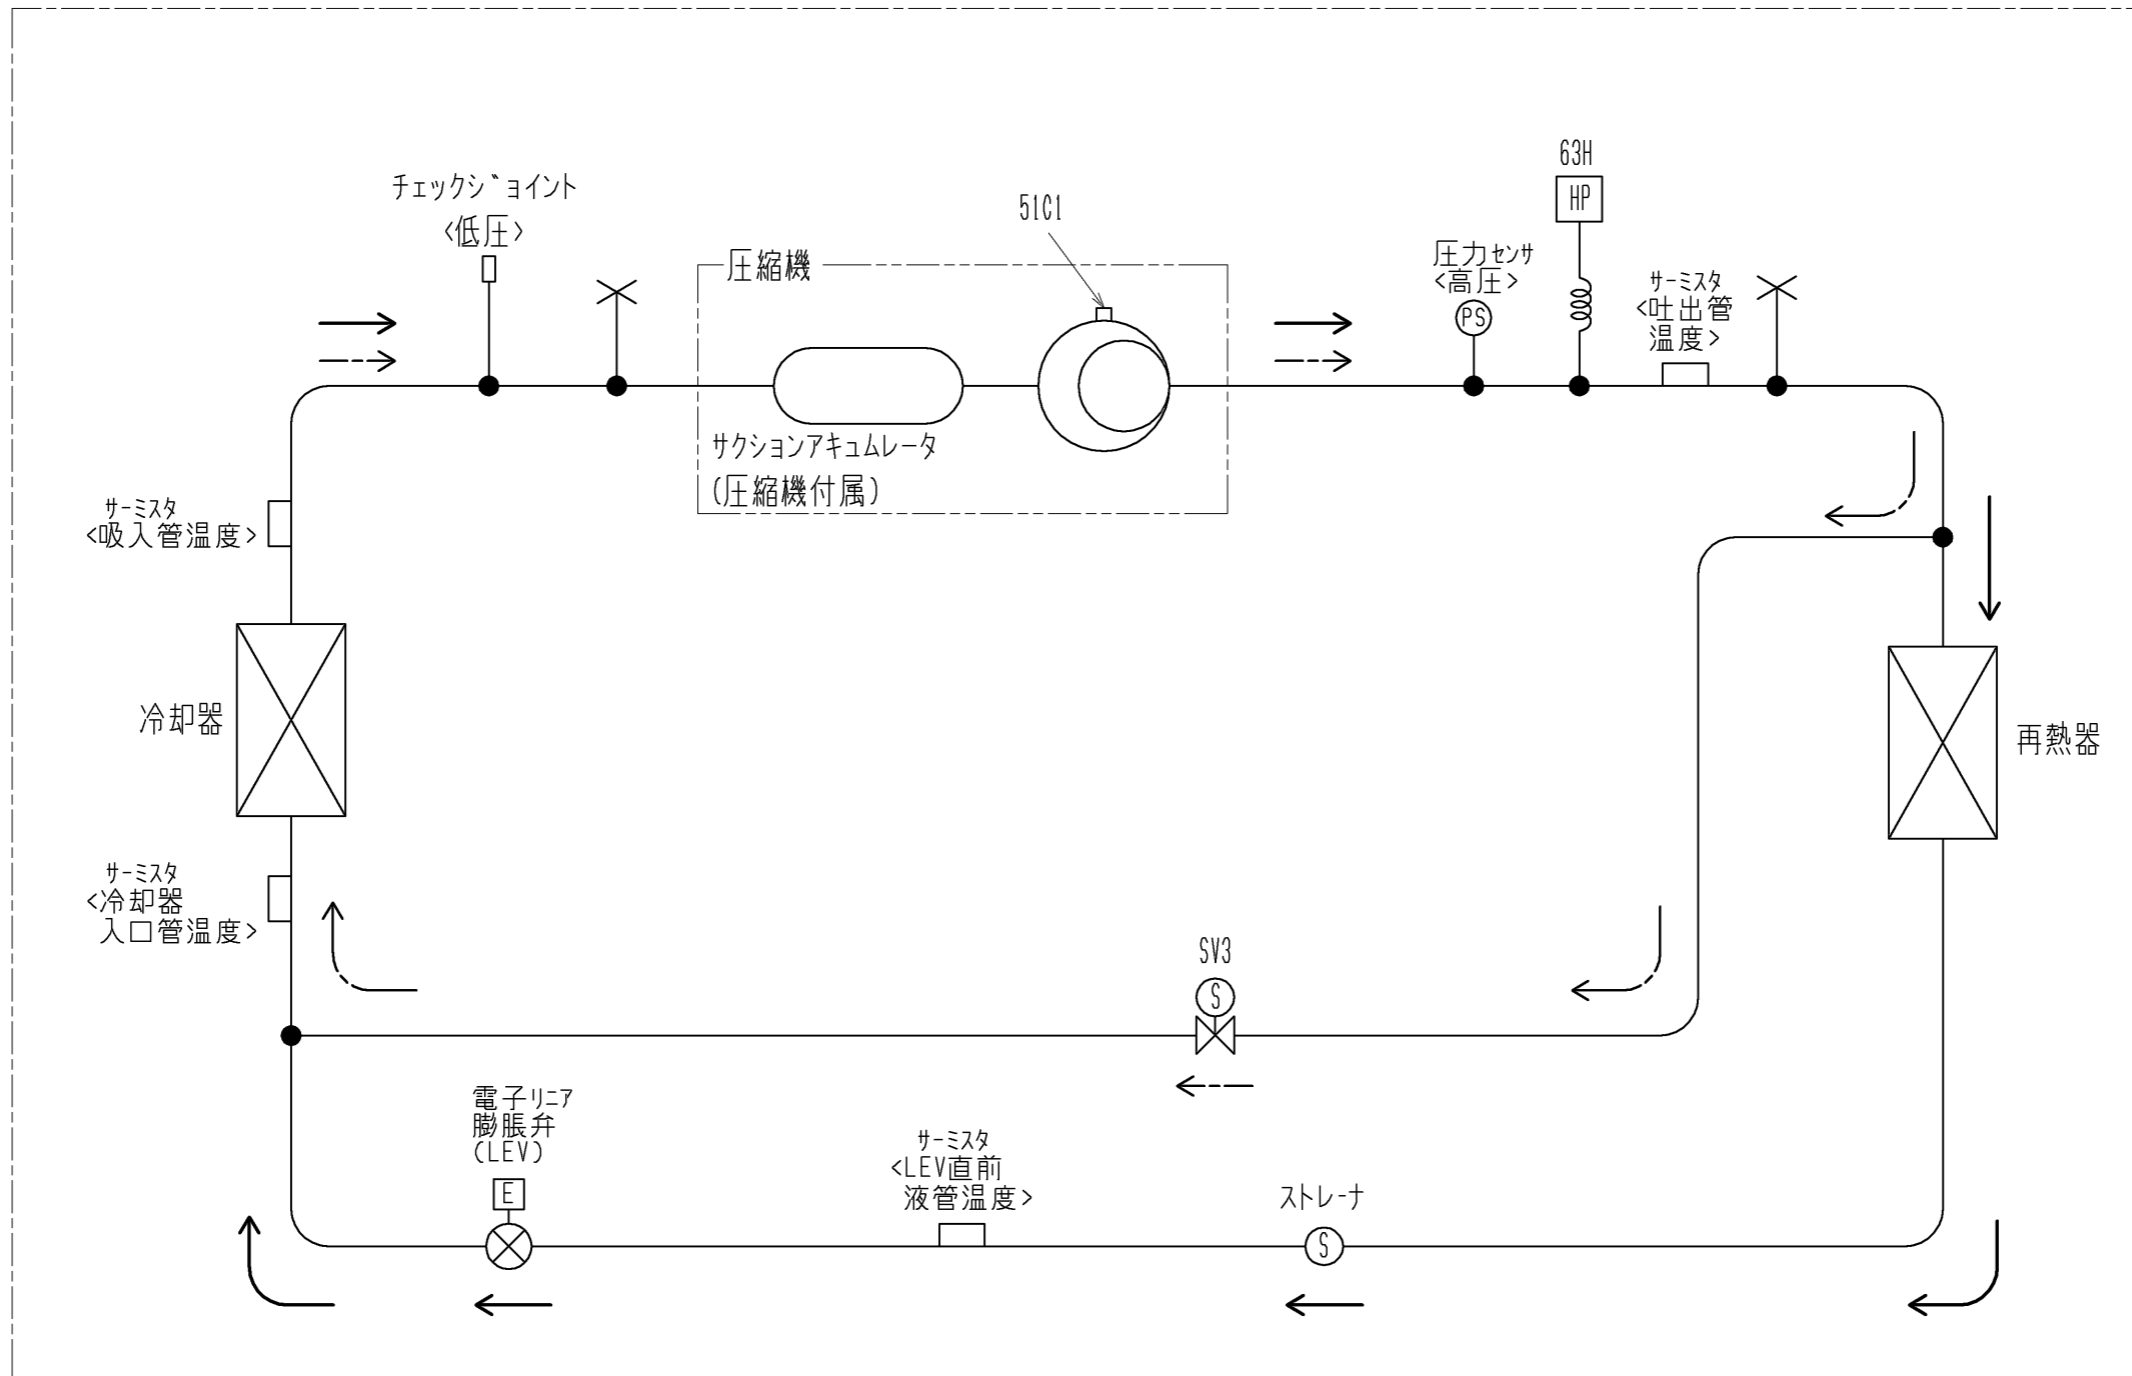 63H
HP
チェックジョイント
<低圧>
51C1
圧縮機
圧力センサ
<高圧>
PS
サーミスタ
<吐出管
温度>
サクションアキュムレータ
(圧縮機付属)
サーミスタ
<吸入管温度>
冷却器
再熱器
サーミスタ
<冷却器
入口管温度>
SV3
S
電子リニア
膨脹弁
(LEV)
E
サーミスタ
<LEV直前
液管温度>
ストレーナ
S